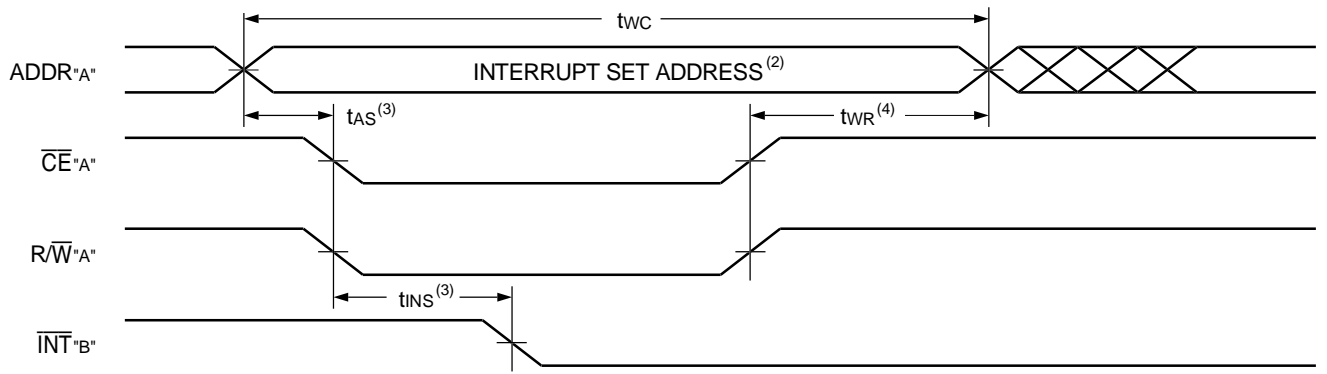 tWC
ADDR"A"
INTERRUPT SET ADDRESS(2)
tAS(3)
tWR(4)
CE"A"
R/W"A"
tINS(3)
INT"B"